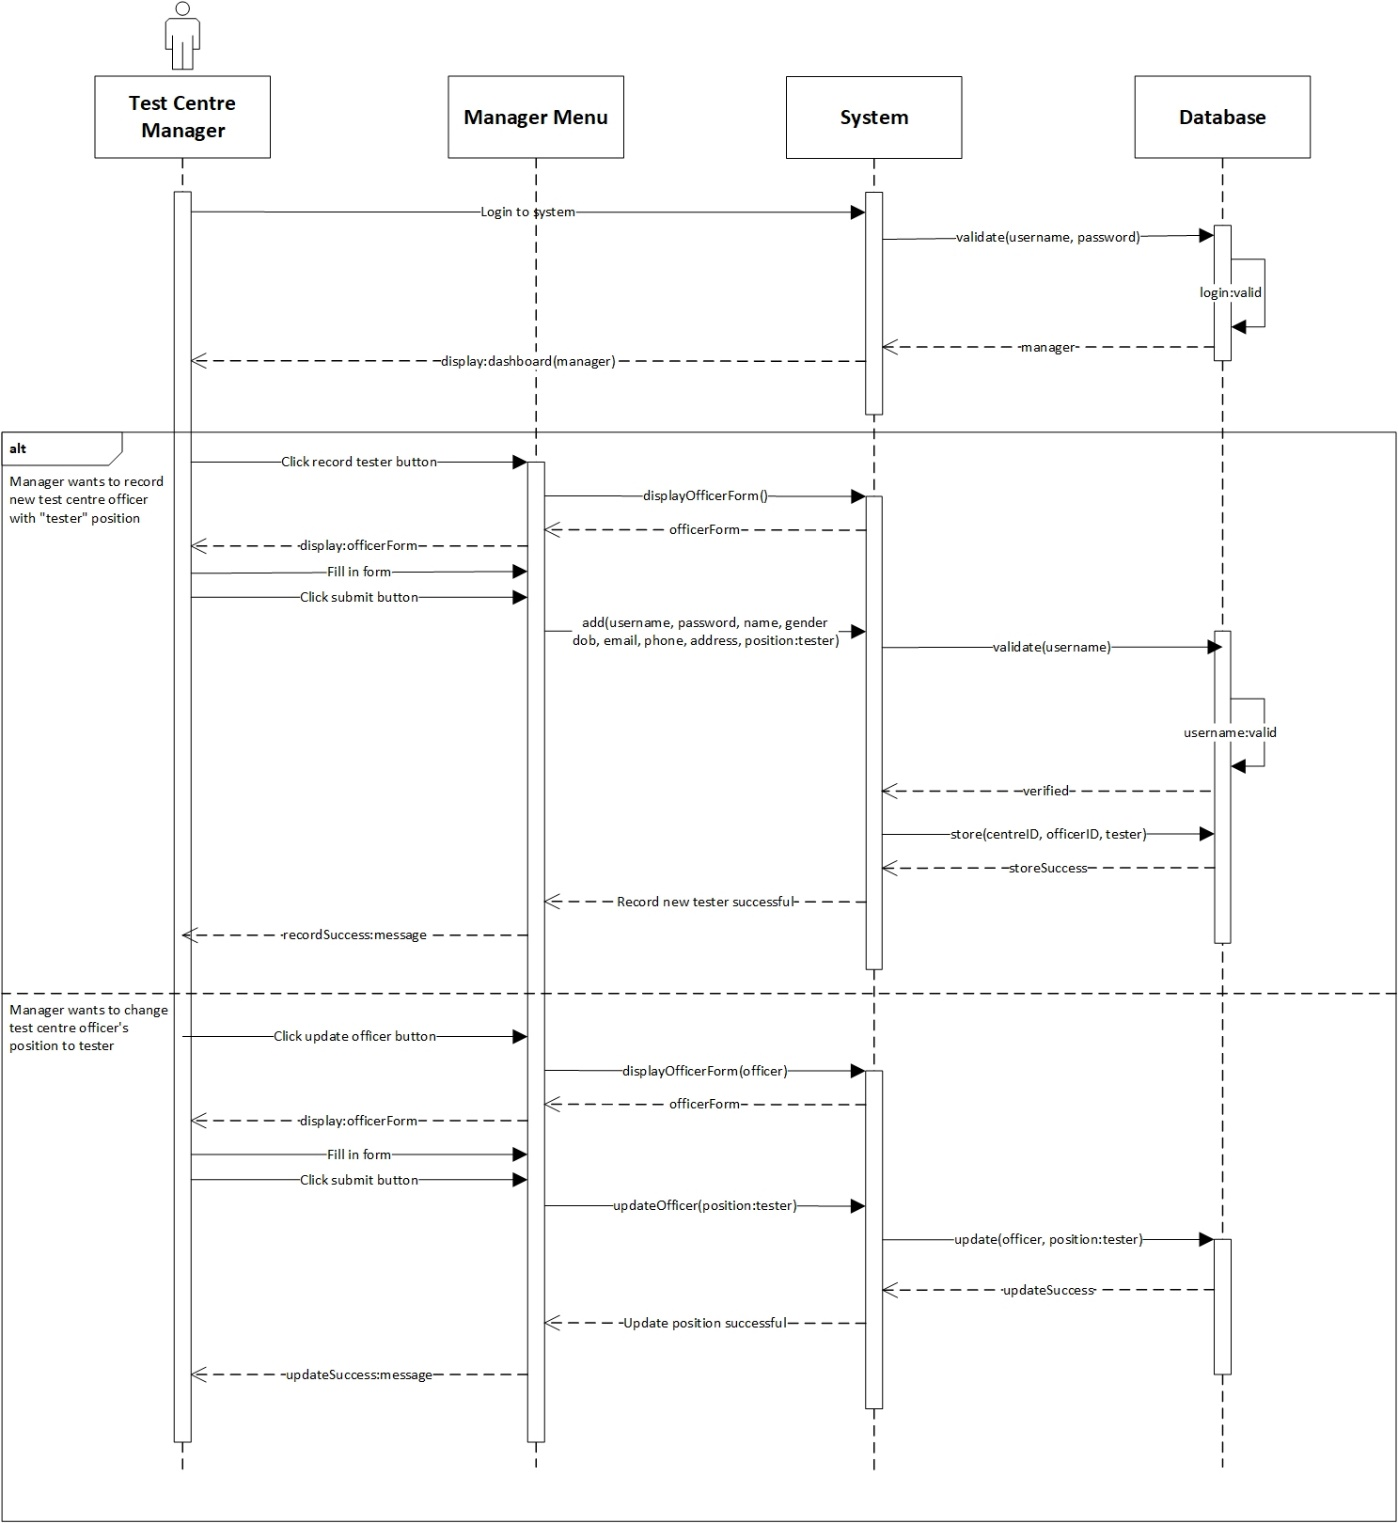 Test Centre
Manager
Manager Menu
System
Database
Login to system
validate(username, password)
login:valid
manager
display:dashboard(manager)
alt
Manager wants to record
new test centre officer
with "tester" position
Click record tester button
displayOfficerForm()
officerForm
display:officerForm
Fill in form
Click submit button
add(username, password, name, gender
dob, email, phone, address, position:tester)
validate(username)
username:valid
verified
store(centreID, officerID, tester)
storeSuccess
Record new tester successful
recordSuccess:message
Manager wants to change
test centre officer's
position to tester
Click update officer button
displayOfficerForm(officer)
officerForm
display:officerForm
Fill in form
Click submit button
updateOfficer(position:tester)
update(officer, position:tester)
updateSuccess
Update position successful
updateSuccess:message